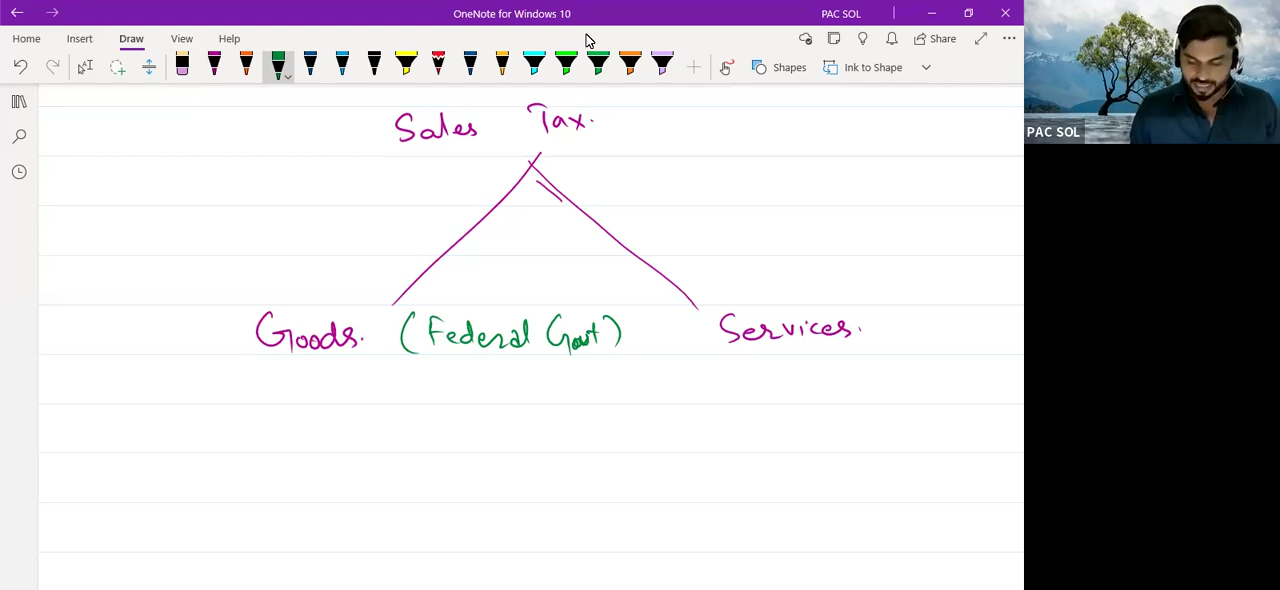 OneNote for Windows 10
PAC SOL
Home Insert Draw View Help
Share
Shapes
Ink to Shape
PAC SOL
Sales Tax.
Goods. (Federal Govt) Services.